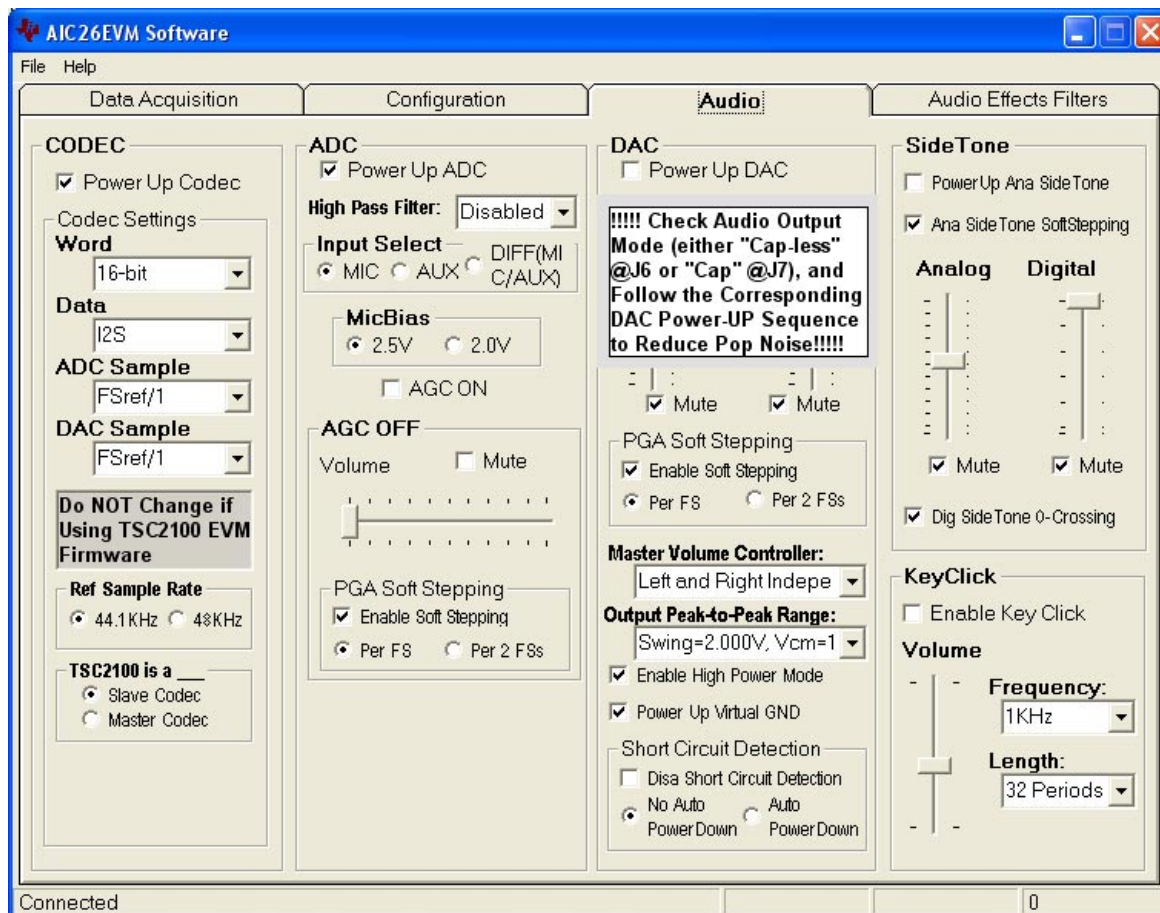 AIC26EVM Software
File Help
Data Acquisition
Configuration
Audio
Audio Effects Filters
CODEC
Power Up Codec
Codec Settings
Word
16-bit
Data
I2S
ADC Sample
FSref/1
DAC Sample
FSref/1
Do NOT Change if
Using TSC2100 EVM
Firmware
Ref Sample Rate
44.1KHz 48KHz
TSC2100 is a ___
Slave Codec
Master Codec
ADC
Power Up ADC
High Pass Filter: Disabled
Input Select
MIC AUX DIFF(MI
C/AUX)
MicBias
2.5V 2.0V
AGC ON
AGC OFF
Volume Mute
PGA Soft Stepping
Enable Soft Stepping
Per FS Per 2 FSs
DAC
Power Up DAC
!!!!! Check Audio Output
Mode (either "Cap-less"
@J6 or "Cap" @J7), and
Follow the Corresponding
DAC Power-UP Sequence
to Reduce Pop Noise!!!!!
Mute Mute
PGA Soft Stepping
Enable Soft Stepping
Per FS Per 2 FSs
Master Volume Controller:
Left and Right Indepe
Output Peak-to-Peak Range:
Swing=2.000V, Vcm=1
Enable High Power Mode
Power Up Virtual GND
Short Circuit Detection
Disa Short Circuit Detection
No Auto
PowerDown
Auto
PowerDown
SideTone
PowerUp Ana SideTone
Ana SideTone SoftStepping
Analog Digital
Mute Mute
Dig SideTone 0-Crossing
KeyClick
Enable Key Click
Volume
Frequency:
1KHz
Length:
32 Periods
Connected
0